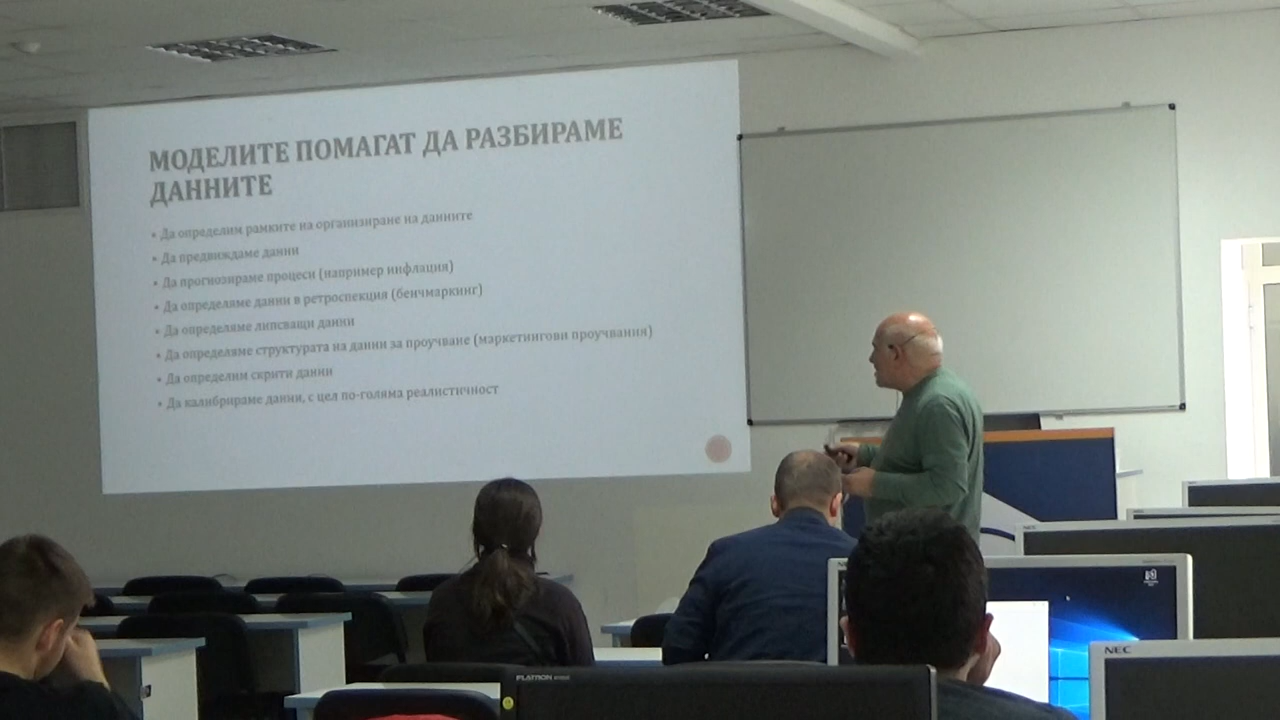 МОДЕЛИТЕ ПОМАГАТ ДА РАЗБИРАМЕ
ДАННИТЕ
• Да определим рамките на организиране на данните
• Да предвиждаме данни
• Да прогнозираме процеси (например инфлация)
• Да определяме данни в ретроспекция (бенчмаркинг)
• Да определяме липсващи данни
• Да определяме структурата на данни за проучване (маркетингови проучвания)
• Да определим скрити данни
• Да калибрираме данни, с цел по-голяма реалистичност
NEC
FLATRON